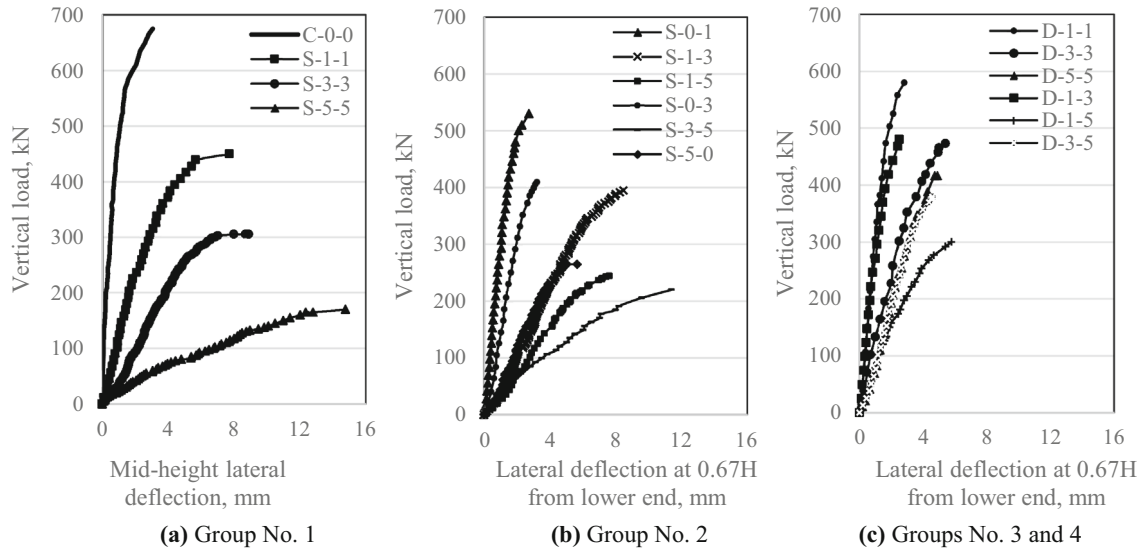 700
600
500
400
300
200
100
0
Vertical load, kN
C-0-0
S-1-1
S-3-3
S-5-5
0 4 8 12 16
Mid-height lateral
deflection, mm
(a) Group No. 1
700
600
500
400
300
200
100
0
Vertical load, kN
S-0-1
S-1-3
S-1-5
S-0-3
S-3-5
S-5-0
0 4 8 12 16
Lateral deflection at 0.67H
from lower end, mm
(b) Group No. 2
700
600
500
400
300
200
100
0
Vertical load, kN
D-1-1
D-3-3
D-5-5
D-1-3
D-1-5
D-3-5
0 4 8 12 16
Lateral deflection at 0.67H
from lower end, mm
(c) Groups No. 3 and 4